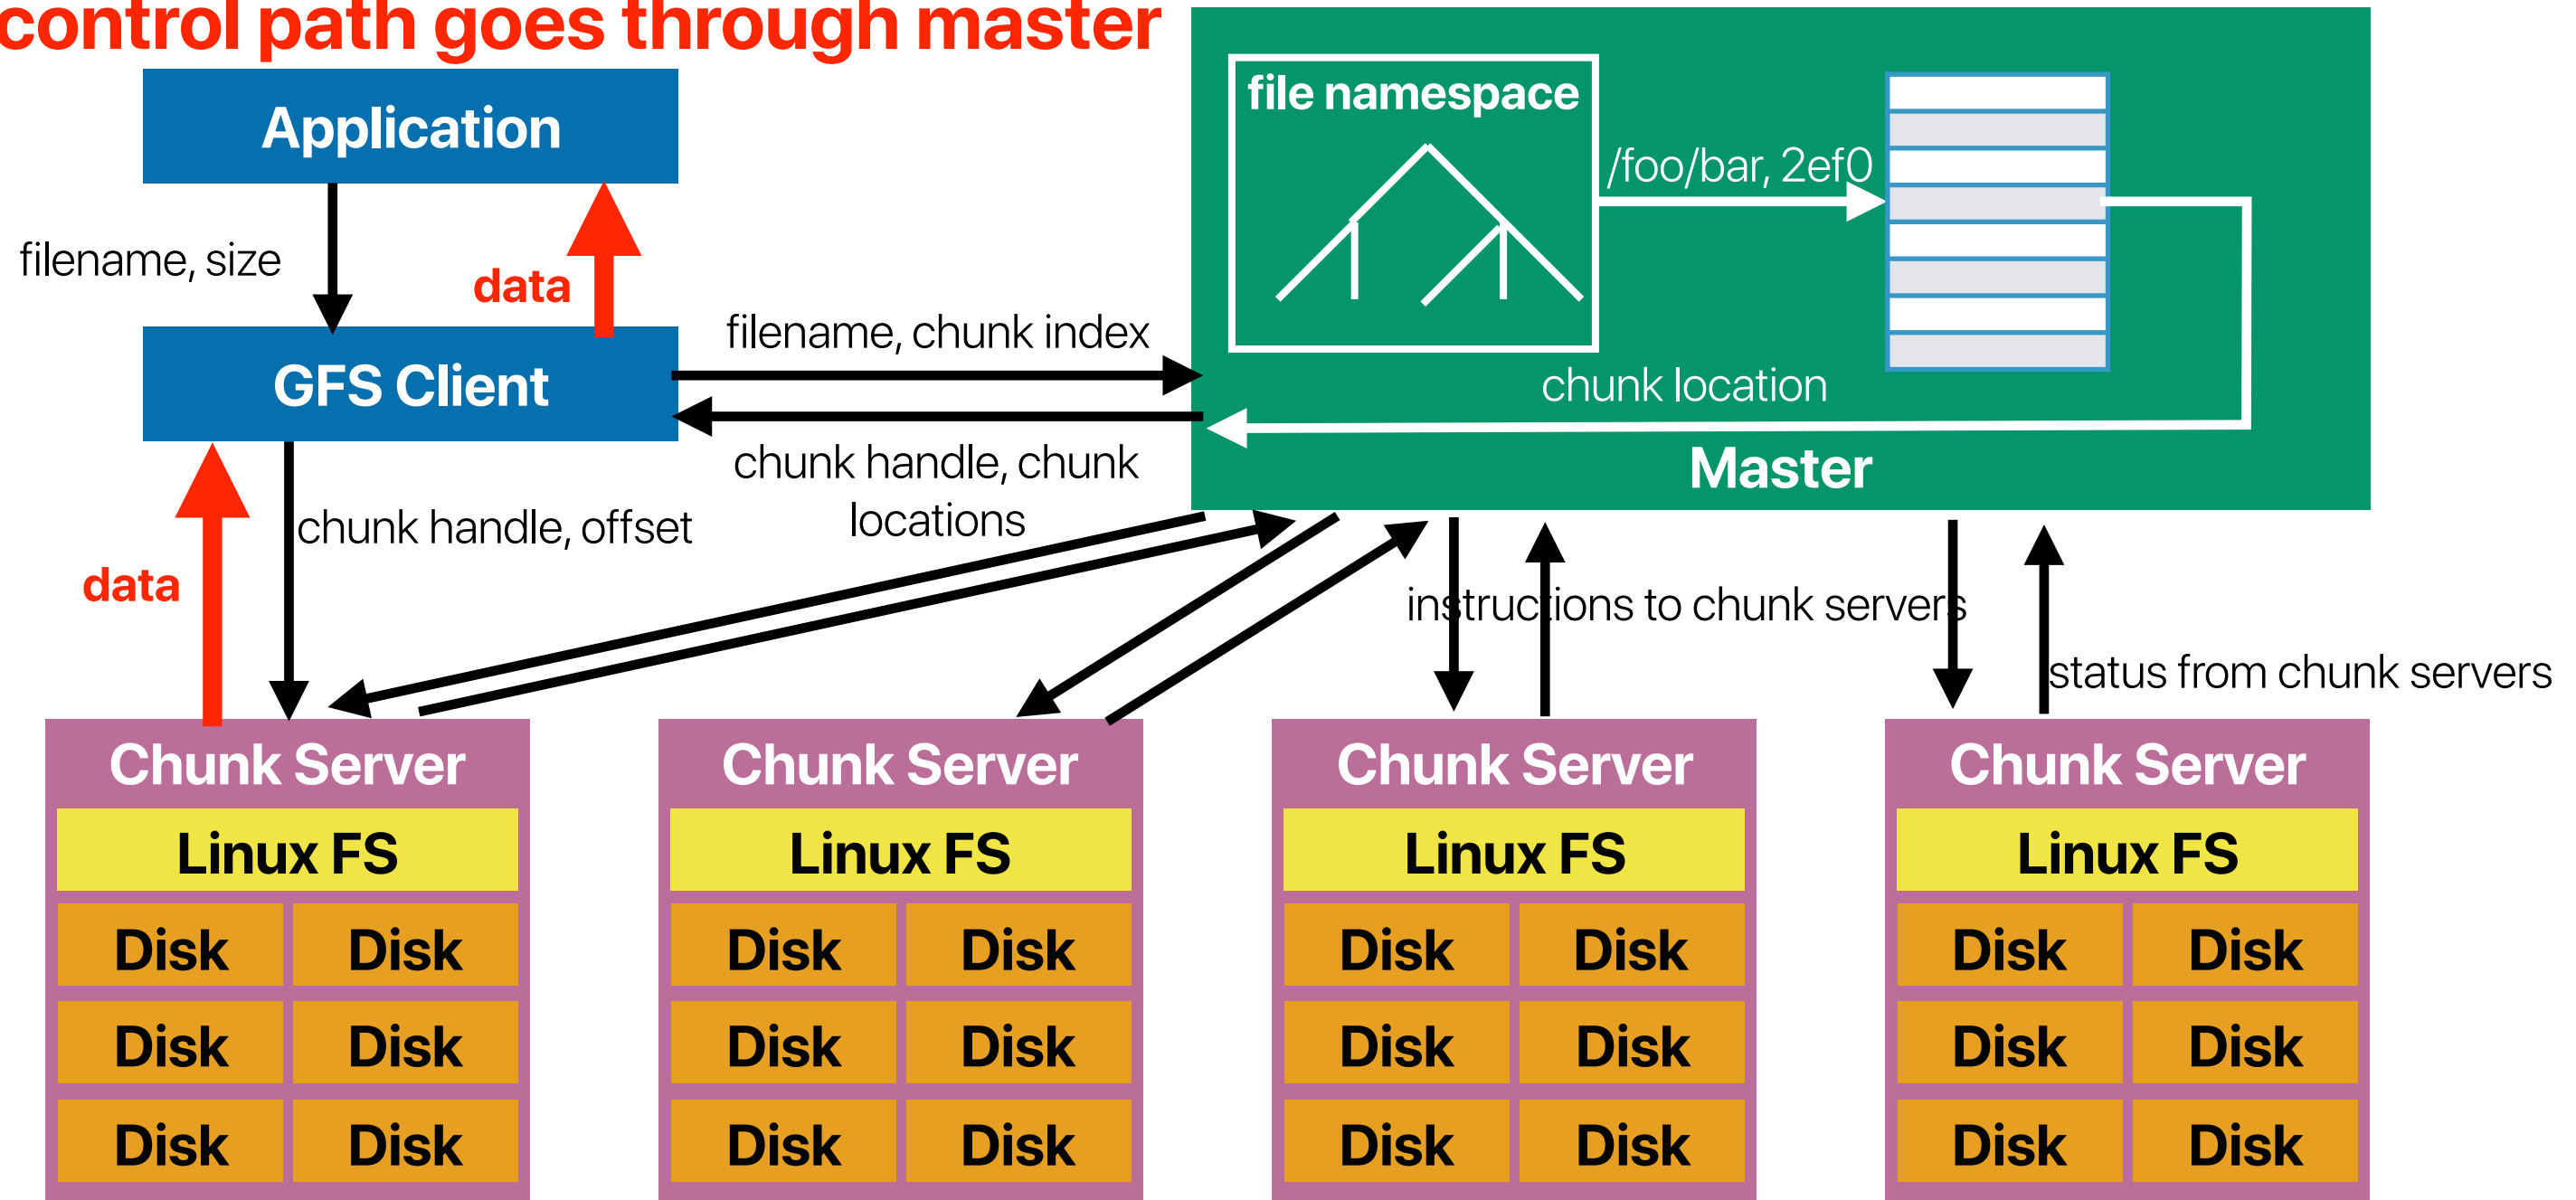 control path goes through master
Application
filename, size
data
GFS Client
filename, chunk index
chunk handle, chunk
locations
file namespace
/foo/bar, 2ef0
chunk location
Master
data
chunk handle, offset
instructions to chunk servers
status from chunk servers
Chunk Server
Linux FS
Disk Disk
Disk Disk
Disk Disk
Chunk Server
Linux FS
Disk Disk
Disk Disk
Disk Disk
Chunk Server
Linux FS
Disk Disk
Disk Disk
Disk Disk
Chunk Server
Linux FS
Disk Disk
Disk Disk
Disk Disk